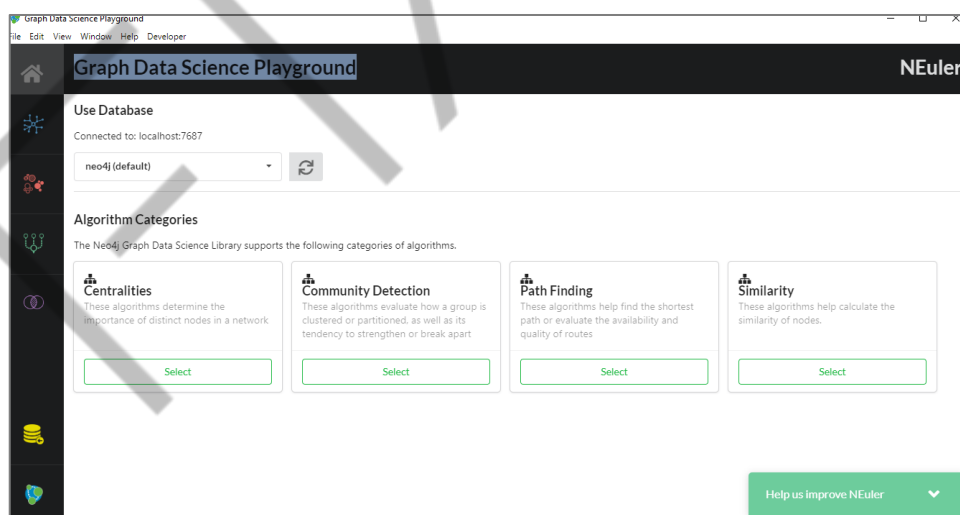 Graph Data Science Playground
File Edit View Window Help Developer
Graph Data Science Playground
NEuler
Use Database
Connected to: localhost:7687
neo4j (default)
Algorithm Categories
The Neo4j Graph Data Science Library supports the following categories of algorithms.
Centralities
These algorithms determine the
importance of distinct nodes in a network
Select
Community Detection
These algorithms evaluate how a group is
clustered or partitioned, as well as its
tendency to strengthen or break apart
Select
Path Finding
These algorithms help find the shortest
path or evaluate the availability and
quality of routes
Select
Similarity
These algorithms help calculate the
similarity of nodes.
Select
Help us improve NEuler